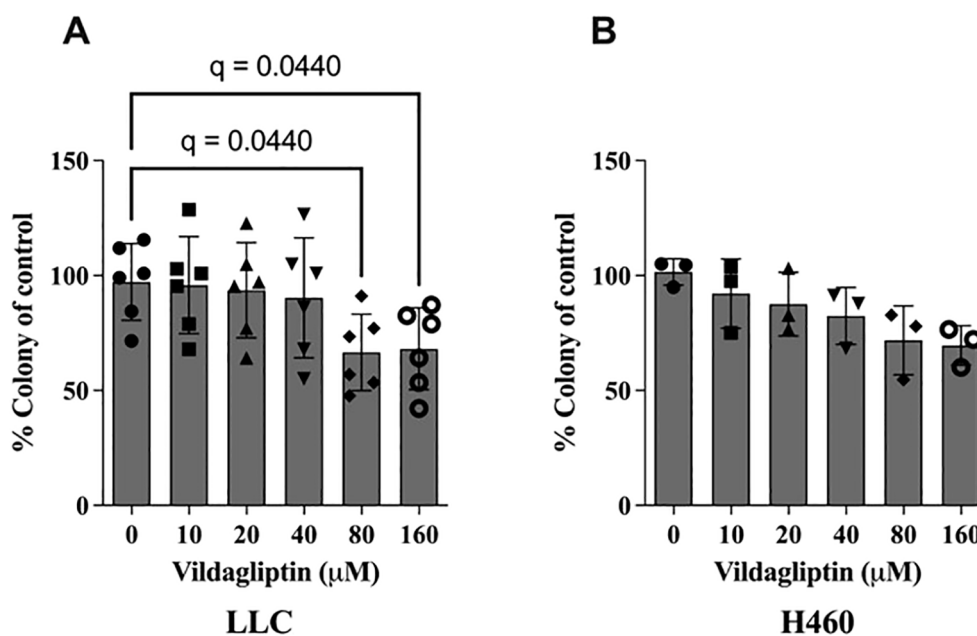 A
B
q = 0.0440
q = 0.0440
150
100
50
0
% Colony of control
0 10 20 40 80 160
Vildagliptin (μM)
LLC
150
100
50
0
% Colony of control
0 10 20 40 80 160
Vildagliptin (μM)
H460